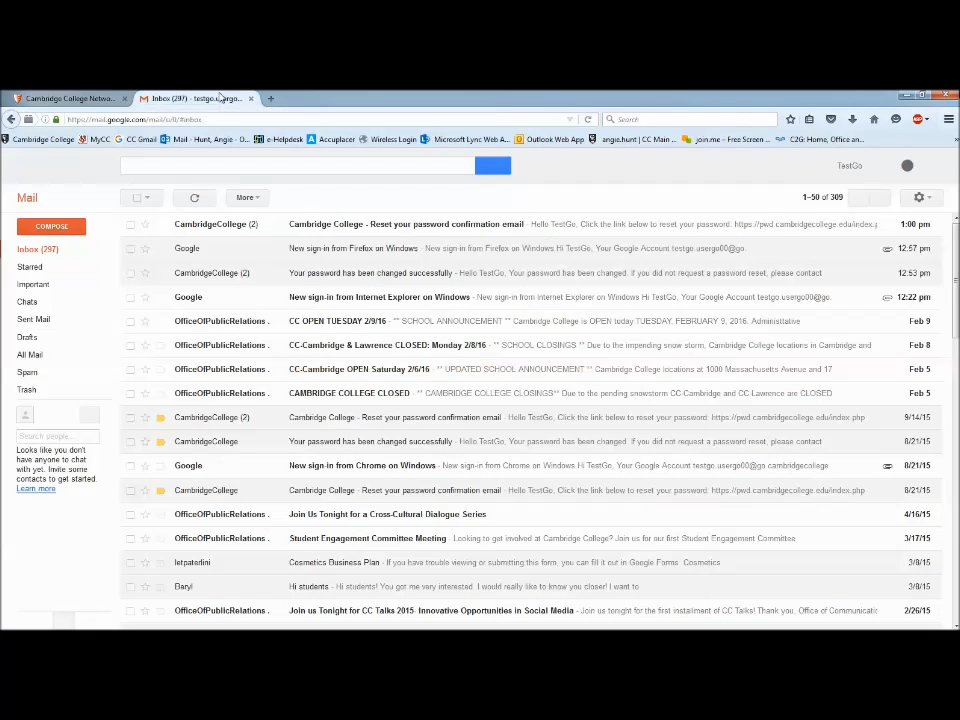 Cambridge College Netwo...
Inbox (297) - testgo.usergo...
https://mail.google.com/mail/u/0/#inbox
Search
Cambridge College MyCC CC Gmail Mail - Hunt, Angie - O... e-Helpdesk Accuplacer Wireless Login Microsoft Lync Web A... Outlook Web App angie.hunt | CC Main ... join.me – Free Screen ... C2G: Home, Office an...
TestGo
Mail
More
1–50 of 309
COMPOSE
Inbox (297)
Starred
Important
Chats
Sent Mail
Drafts
All Mail
Spam
Trash
Search people...
Looks like you don't
have anyone to chat
with yet. Invite some
contacts to get started.
Learn more
CambridgeCollege (2) Cambridge College - Reset your password confirmation email - Hello TestGo, Click the link below to reset your password: https://pwd.cambridgecollege.edu/index.p 1:00 pm
Google New sign-in from Firefox on Windows - New sign-in from Firefox on Windows Hi TestGo, Your Google Account testgo.usergo00@go. 12:57 pm
CambridgeCollege (2) Your password has been changed successfully - Hello TestGo, Your password has been changed. If you did not request a password reset, please contact 12:53 pm
Google New sign-in from Internet Explorer on Windows - New sign-in from Internet Explorer on Windows Hi TestGo, Your Google Account testgo.usergo00@go. 12:22 pm
OfficeOfPublicRelations . CC OPEN TUESDAY 2/9/16 - ** SCHOOL ANNOUNCEMENT ** Cambridge College is OPEN today TUESDAY, FEBRUARY 9, 2016. Administrative Feb 9
OfficeOfPublicRelations . CC-Cambridge & Lawrence CLOSED: Monday 2/8/16 - ** SCHOOL CLOSINGS ** Due to the impending snow storm, Cambridge College locations in Cambridge and Feb 8
OfficeOfPublicRelations . CC-Cambridge OPEN Saturday 2/6/16 - ** UPDATED SCHOOL ANNOUNCEMENT ** Cambridge College locations at 1000 Massachusetts Avenue and 17 Feb 5
OfficeOfPublicRelations . CAMBRIDGE COLLEGE CLOSED - ** CAMBRIDGE COLLEGE CLOSINGS** Due to the pending snowstorm CC-Cambridge and CC-Lawrence are CLOSED Feb 5
CambridgeCollege (2) Cambridge College - Reset your password confirmation email - Hello TestGo, Click the link below to reset your password: https://pwd.cambridgecollege.edu/index.php 9/14/15
CambridgeCollege Your password has been changed successfully - Hello TestGo, Your password has been changed. If you did not request a password reset, please contact 8/21/15
Google New sign-in from Chrome on Windows - New sign-in from Chrome on Windows Hi TestGo, Your Google Account testgo.usergo00@go.cambridgecollege 8/21/15
CambridgeCollege Cambridge College - Reset your password confirmation email - Hello TestGo, Click the link below to reset your password: https://pwd.cambridgecollege.edu/index.php 8/21/15
OfficeOfPublicRelations . Join Us Tonight for a Cross-Cultural Dialogue Series 4/16/15
OfficeOfPublicRelations . Student Engagement Committee Meeting - Looking to get involved at Cambridge College? Join us for our first Student Engagement Committee 3/17/15
letpaterdini Cosmetics Business Plan - If you have trouble viewing or submitting this form, you can fill it out in Google Forms. Cosmetics 3/8/15
Baryl Hi students - Hi students! You got me very interested. I would really like to know you closer! I want to 3/8/15
OfficeOfPublicRelations . Join us Tonight for CC Talks 2015- Innovative Opportunities in Social Media - Join us tonight for the first installment of CC Talks! Thank you, Office of Communicatio 2/26/15